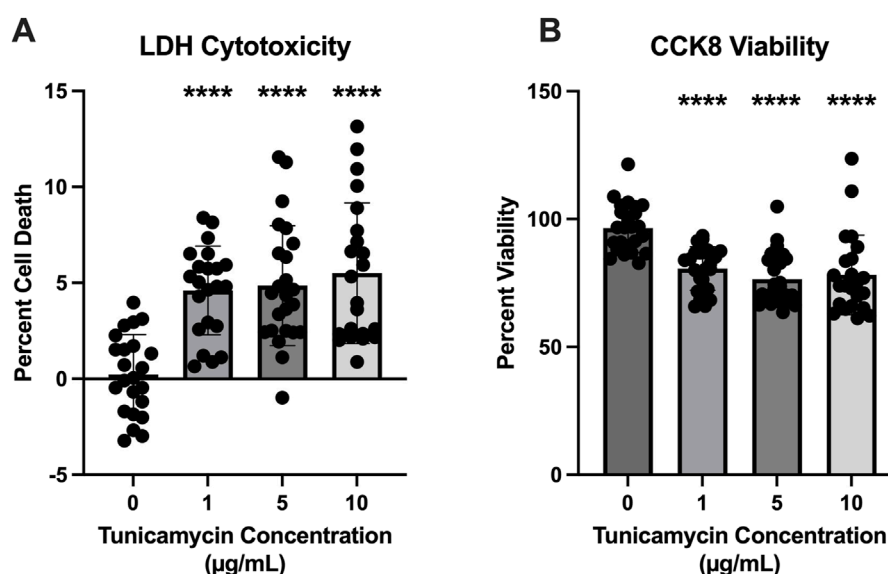 A
LDH Cytotoxicity
**** **** ****
15
10
5
0
-5
Percent Cell Death
0 1 5 10
Tunicamycin Concentration
(µg/mL)
B
CCK8 Viability
**** **** ****
150
100
50
0
Percent Viability
0 1 5 10
Tunicamycin Concentration
(µg/mL)